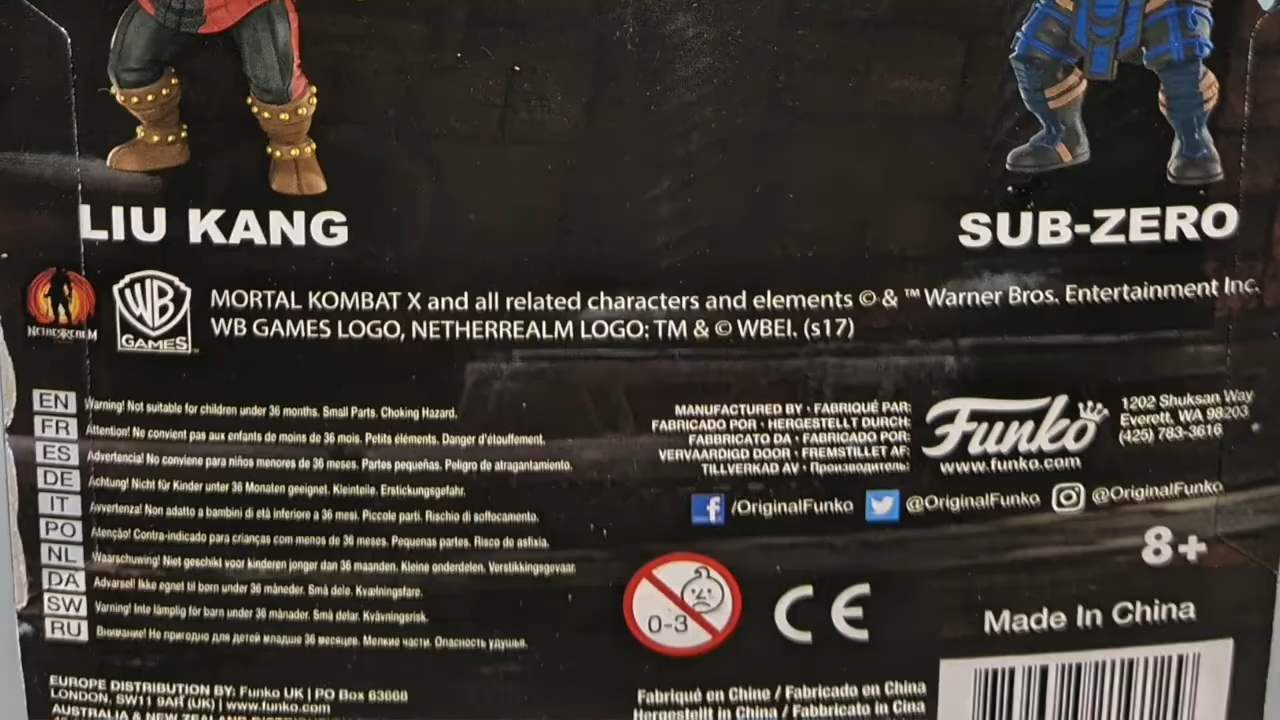 LIU KANG
SUB-ZERO
NETHERREALM
WB
GAMES
MORTAL KOMBAT X and all related characters and elements © & ™ Warner Bros. Entertainment Inc.
WB GAMES LOGO, NETHERREALM LOGO: TM & © WBEI. (s17)
EN Warning! Not suitable for children under 36 months. Small Parts. Choking Hazard.
FR Attention! Ne convient pas aux enfants de moins de 36 mois. Petits éléments. Danger d'étouffement.
ES Advertencia! No conviene para niños menores de 36 meses. Partes pequeñas. Peligro de atragantamiento.
DE Achtung! Nicht für Kinder unter 36 Monaten geeignet. Kleinteile. Erstickungsgefahr.
IT Avvertenza! Non adatto a bambini di età inferiore a 36 mesi. Piccole parti. Rischio di soffocamento.
PO Atenção! Contra-indicado para crianças com menos de 36 meses. Pequenas partes. Risco de asfixia.
NL Waarschuwing! Niet geschikt voor kinderen jonger dan 36 maanden. Kleine onderdelen. Verstikkingsgevaar.
DA Advarsel! Ikke egnet til børn under 36 måneder. Små dele. Kvælningsfare.
SW Varning! Inte lämplig för barn under 36 månader. Små delar. Kvävningsrisk.
RU Внимание! Не пригодно для детей младше 36 месяцев. Мелкие части. Опасность удушья.
MANUFACTURED BY • FABRIQUÉ PAR:
FABRICADO POR • HERGESTELLT DURCH:
FABBRICATO DA • FABRICADO POR:
VERVAARDIGD DOOR • FREMSTILLET AF:
TILLVERKAD AV • Производитель:
Funko
www.funko.com
1202 Shuksan Way
Everett, WA 98203
(425) 783-3616
/OriginalFunko @OriginalFunko @OriginalFunko
8+
0-3
CE
Made In China
EUROPE DISTRIBUTION BY: Funko UK | PO Box 63668
LONDON, SW11 9AH (UK) | www.funko.com
AUSTRALIA & NEW ZEALAND
Fabriqué en Chine / Fabricado en China
Hergestellt in China / Fabbricato in Cina